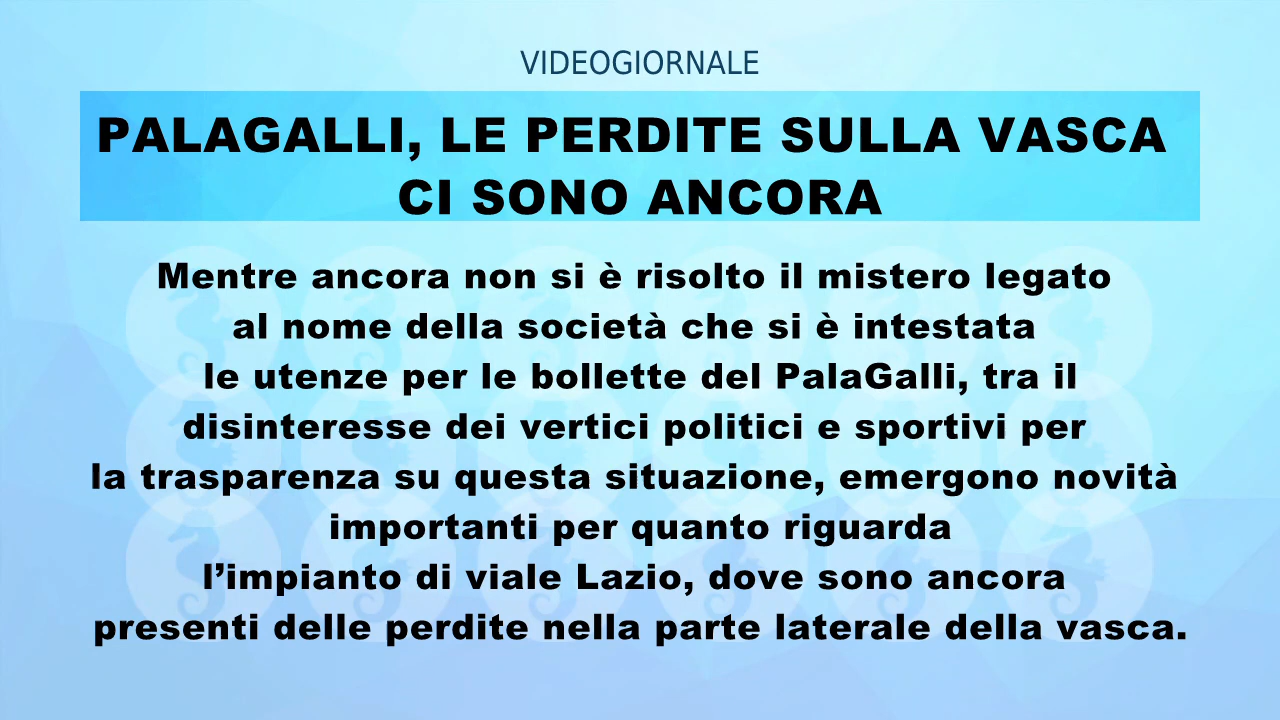 VIDEOGIORNALE
PALAGALLI, LE PERDITE SULLA VASCA
CI SONO ANCORA
Mentre ancora non si è risolto il mistero legato
al nome della società che si è intestata
le utenze per le bollette del PalaGalli, tra il
disinteresse dei vertici politici e sportivi per
la trasparenza su questa situazione, emergono novità
importanti per quanto riguarda
l’impianto di viale Lazio, dove sono ancora
presenti delle perdite nella parte laterale della vasca.